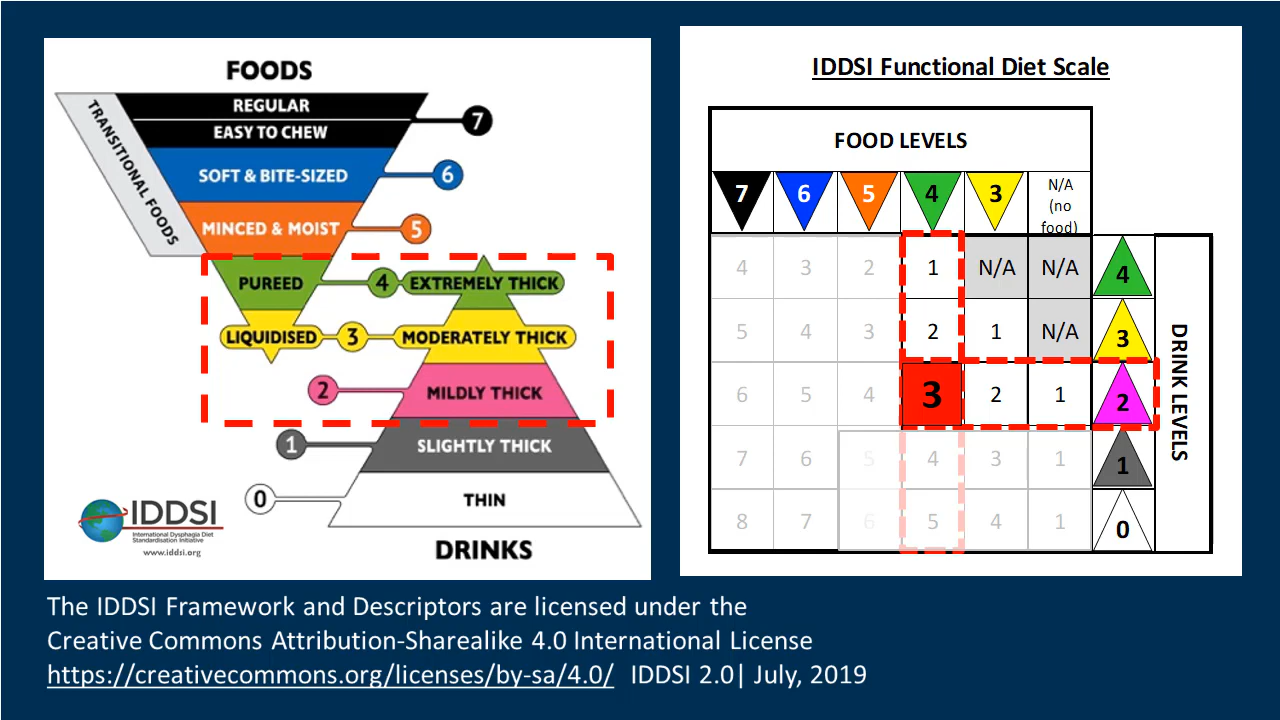 FOODS
REGULAR
EASY TO CHEW
7
TRANSITIONAL FOODS
SOFT & BITE-SIZED
6
MINCED & MOIST
5
PUREED
4
EXTREMELY THICK
LIQUIDISED
3
MODERATELY THICK
2
MILDLY THICK
1
SLIGHTLY THICK
0
THIN
DRINKS
IDDSI
International Dysphagia Diet
Standardisation Initiative
www.iddsi.org
IDDSI Functional Diet Scale
FOOD LEVELS
7 6 5 4 3 N/A
(no
food)
4 3 2 1 N/A N/A 4
5 4 3 2 1 N/A 3
6 5 4 3 2 1 2
7 6 5 4 3 1 1
8 7 6 5 4 1 0
DRINK LEVELS
The IDDSI Framework and Descriptors are licensed under the
Creative Commons Attribution-Sharealike 4.0 International License
https://creativecommons.org/licenses/by-sa/4.0/ IDDSI 2.0| July, 2019